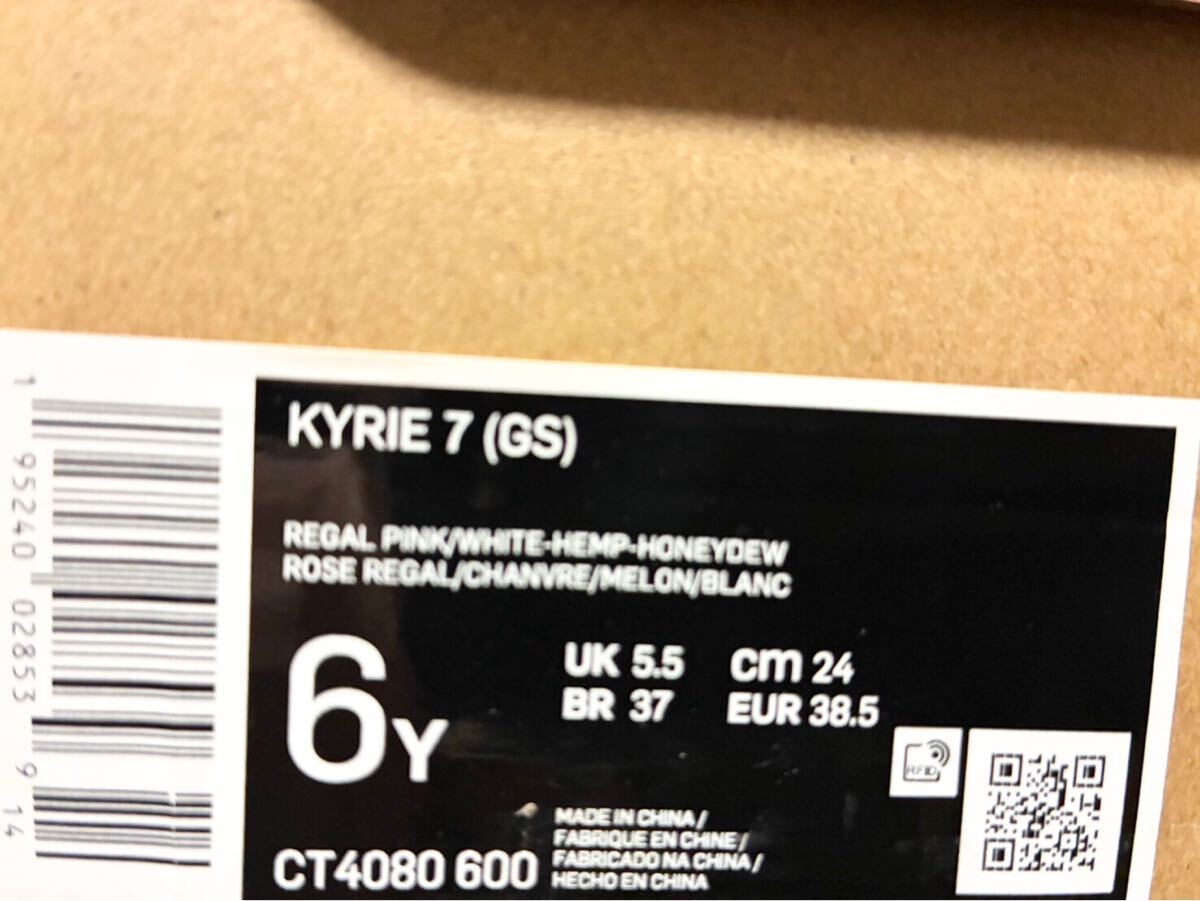 KYRIE 7 (GS)
REGAL PINK/WHITE-HEMP-HONEYDEW
ROSE REGAL/CHANVRE/MELON/BLANC
6Y
UK 5.5 cm 24
BR 37 EUR 38.5
RFID
MADE IN CHINA /
FABRIQUE EN CHINE /
FABRICADO NA CHINA /
HECHO EN CHINA
CT4080 600
1 95240 02853 9 14